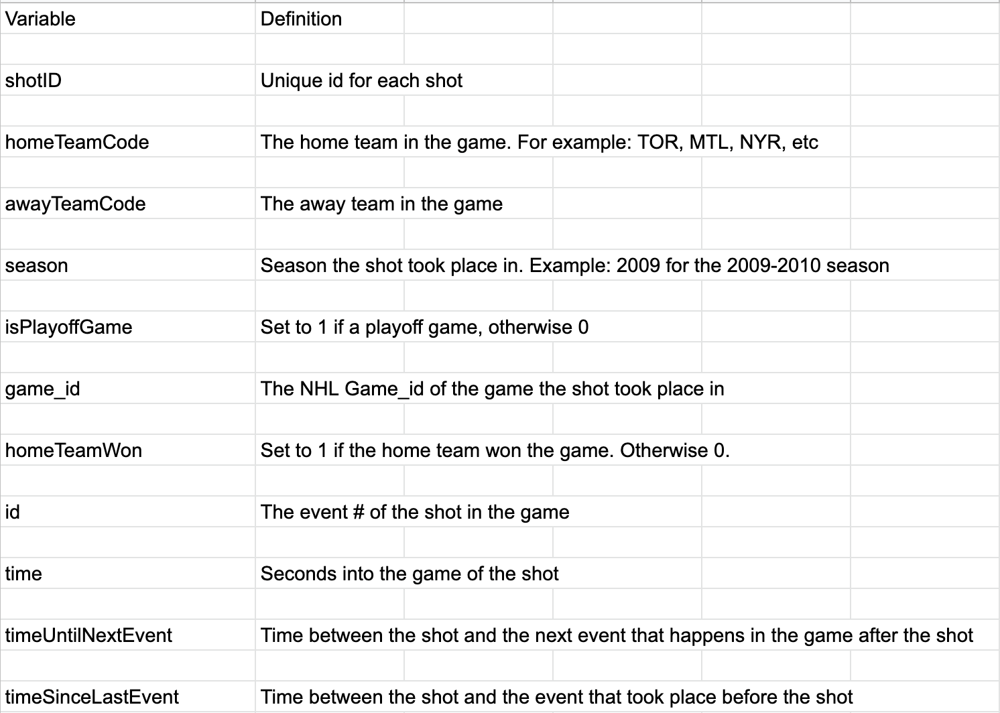 Variable Definition
shotID Unique id for each shot
homeTeamCode The home team in the game. For example: TOR, MTL, NYR, etc
awayTeamCode The away team in the game
season Season the shot took place in. Example: 2009 for the 2009-2010 season
isPlayoffGame Set to 1 if a playoff game, otherwise 0
game_id The NHL Game_id of the game the shot took place in
homeTeamWon Set to 1 if the home team won the game. Otherwise 0.
id The event # of the shot in the game
time Seconds into the game of the shot
timeUntilNextEvent Time between the shot and the next event that happens in the game after the shot
timeSinceLastEvent Time between the shot and the event that took place before the shot